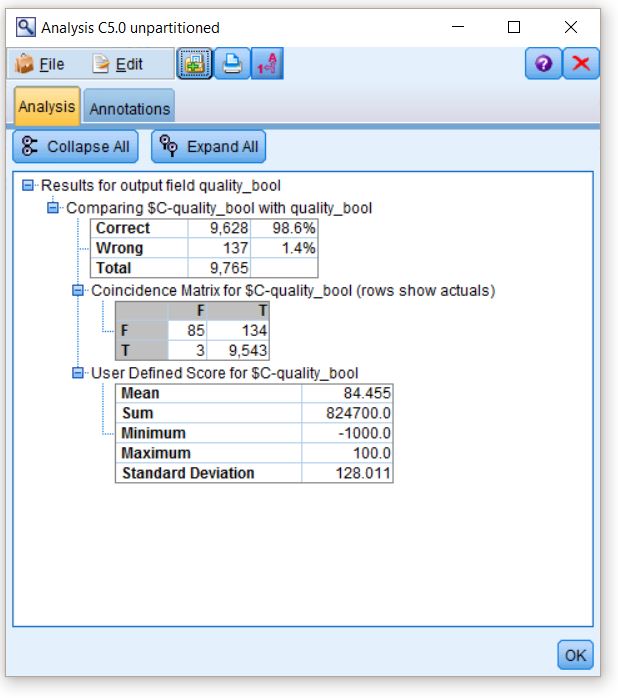 Analysis C5.0 unpartitioned
File Edit
Analysis Annotations
Collapse All Expand All
Results for output field quality_bool
Comparing $C-quality_bool with quality_bool
Correct 9,628 98.6%
Wrong 137 1.4%
Total 9,765
Coincidence Matrix for $C-quality_bool (rows show actuals)
F T
F 85 134
T 3 9,543
User Defined Score for $C-quality_bool
Mean 84.455
Sum 824700.0
Minimum -1000.0
Maximum 100.0
Standard Deviation 128.011
OK